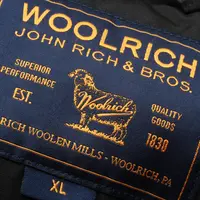 WOOLRICH
JOHN RICH & BROS.
SUPERIOR
PERFORMANCE
EST.
Woolrich
QUALITY
GOODS
1830
RICH WOOLEN MILLS - WOOLRICH, PA
XL